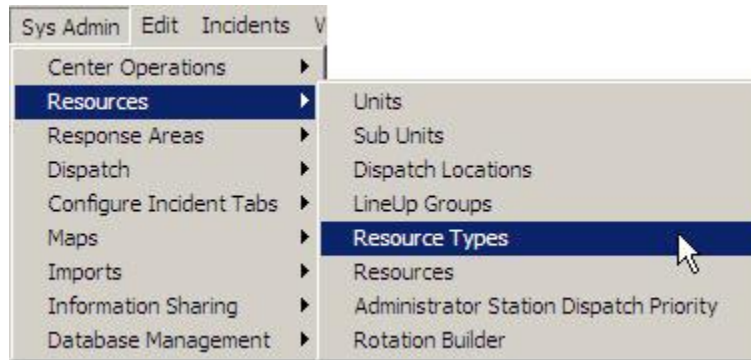 Sys Admin Edit Incidents
Center Operations
Resources
Response Areas
Dispatch
Configure Incident Tabs
Maps
Imports
Information Sharing
Database Management
Units
Sub Units
Dispatch Locations
LineUp Groups
Resource Types
Resources
Administrator Station Dispatch Priority
Rotation Builder